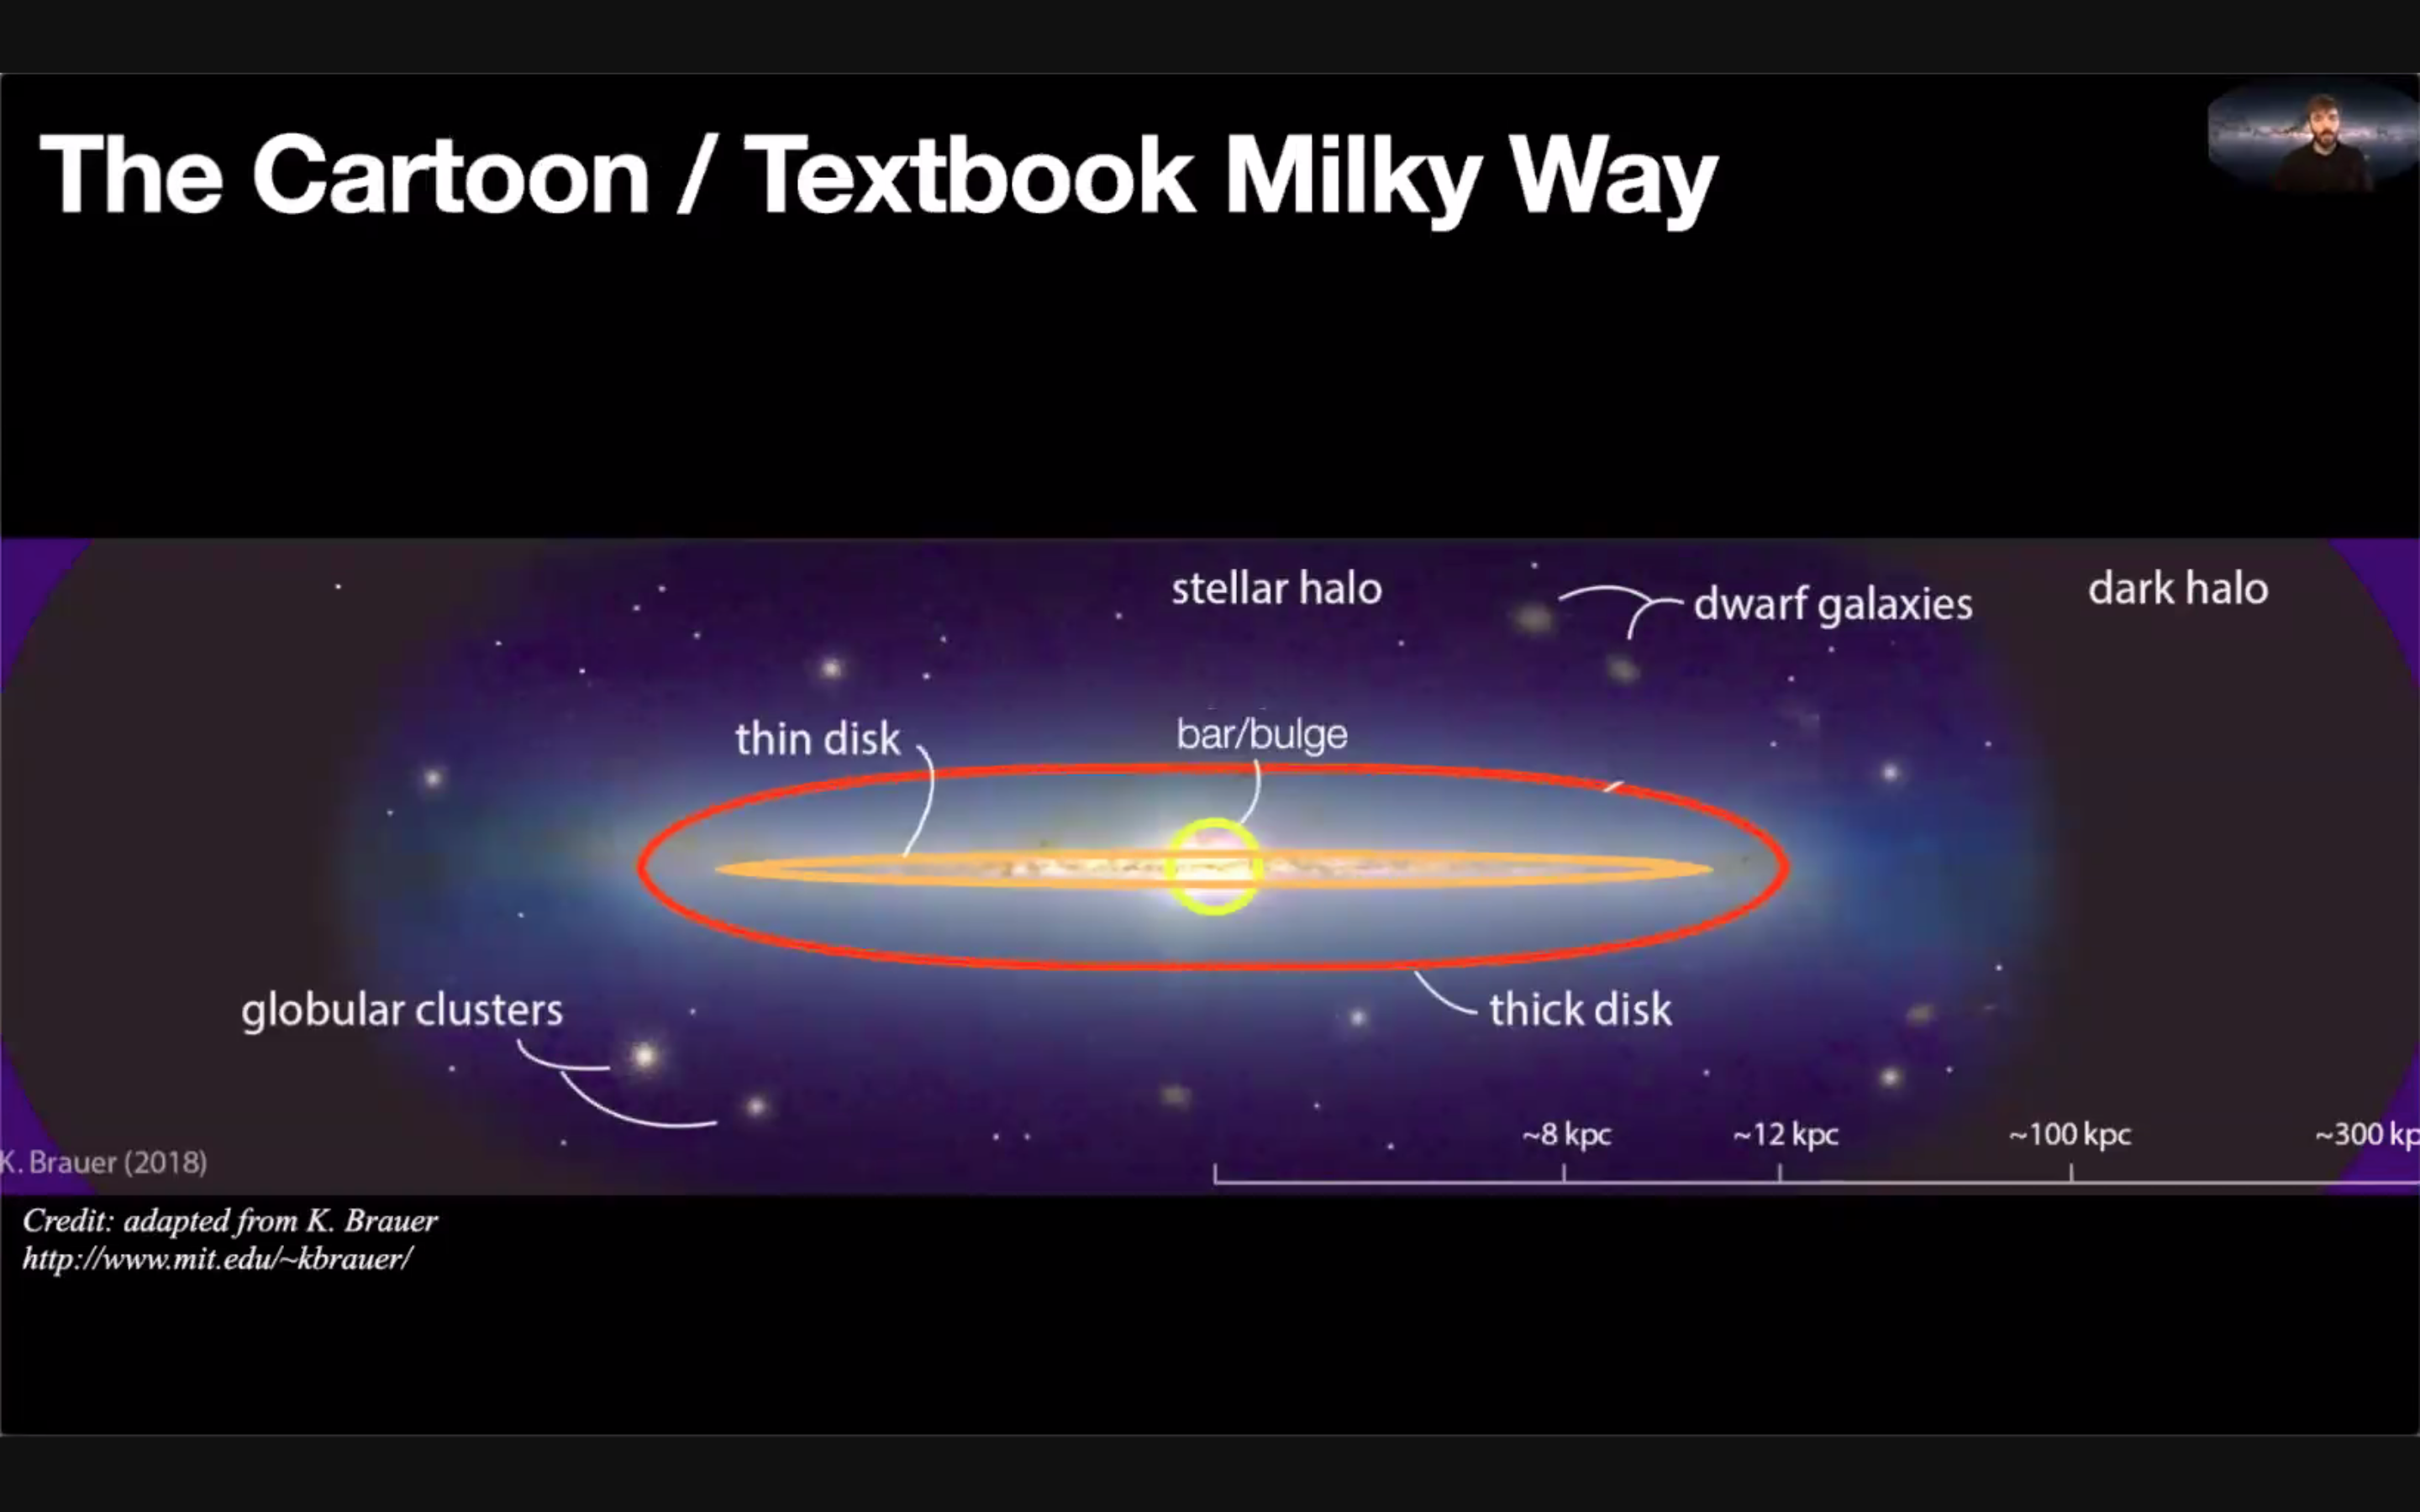 The Cartoon / Textbook Milky Way
stellar halo
dwarf galaxies
dark halo
thin disk
bar/bulge
globular clusters
thick disk
~8 kpc
~12 kpc
~100 kpc
~300 kp
K. Brauer (2018)
Credit: adapted from K. Brauer
http://www.mit.edu/~kbrauer/